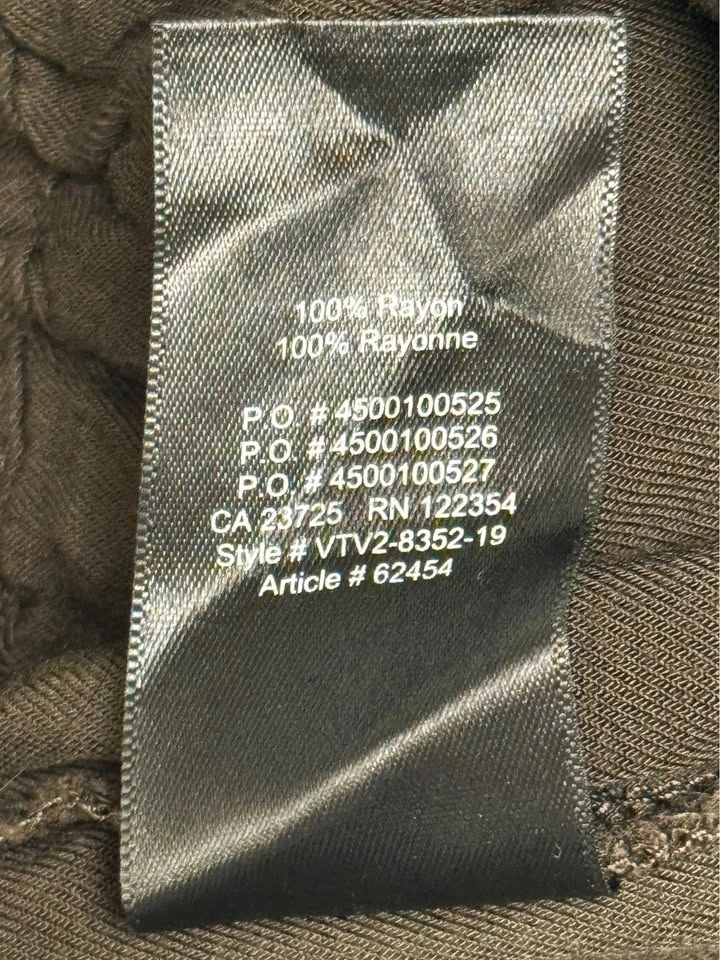 100% Rayon
100% Rayonne
P.O. # 4500100525
P.O. # 4500100526
P.O. # 4500100527
CA 23725 RN 122354
Style # VTV2-8352-19
Article # 62454